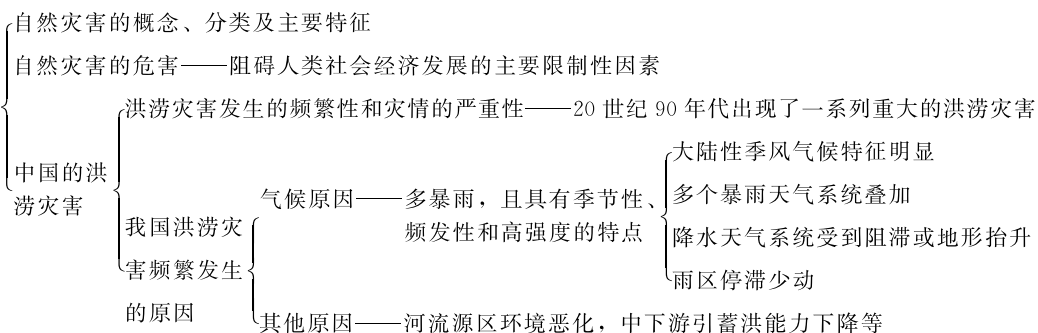 自然灾害的概念、分类及主要特征
自然灾害的危害——阻碍人类社会经济发展的主要限制性因素
中国的洪
涝灾害
洪涝灾害发生的频繁性和灾情的严重性——20 世纪 90 年代出现了一系列重大的洪涝灾害
我国洪涝灾
害频繁发生
的原因
气候原因——多暴雨，且具有季节性、
频发性和高强度的特点
大陆性季风气候特征明显
多个暴雨天气系统叠加
降水天气系统受到阻滞或地形抬升
雨区停滞少动
其他原因——河流源区环境恶化，中下游引蓄洪能力下降等